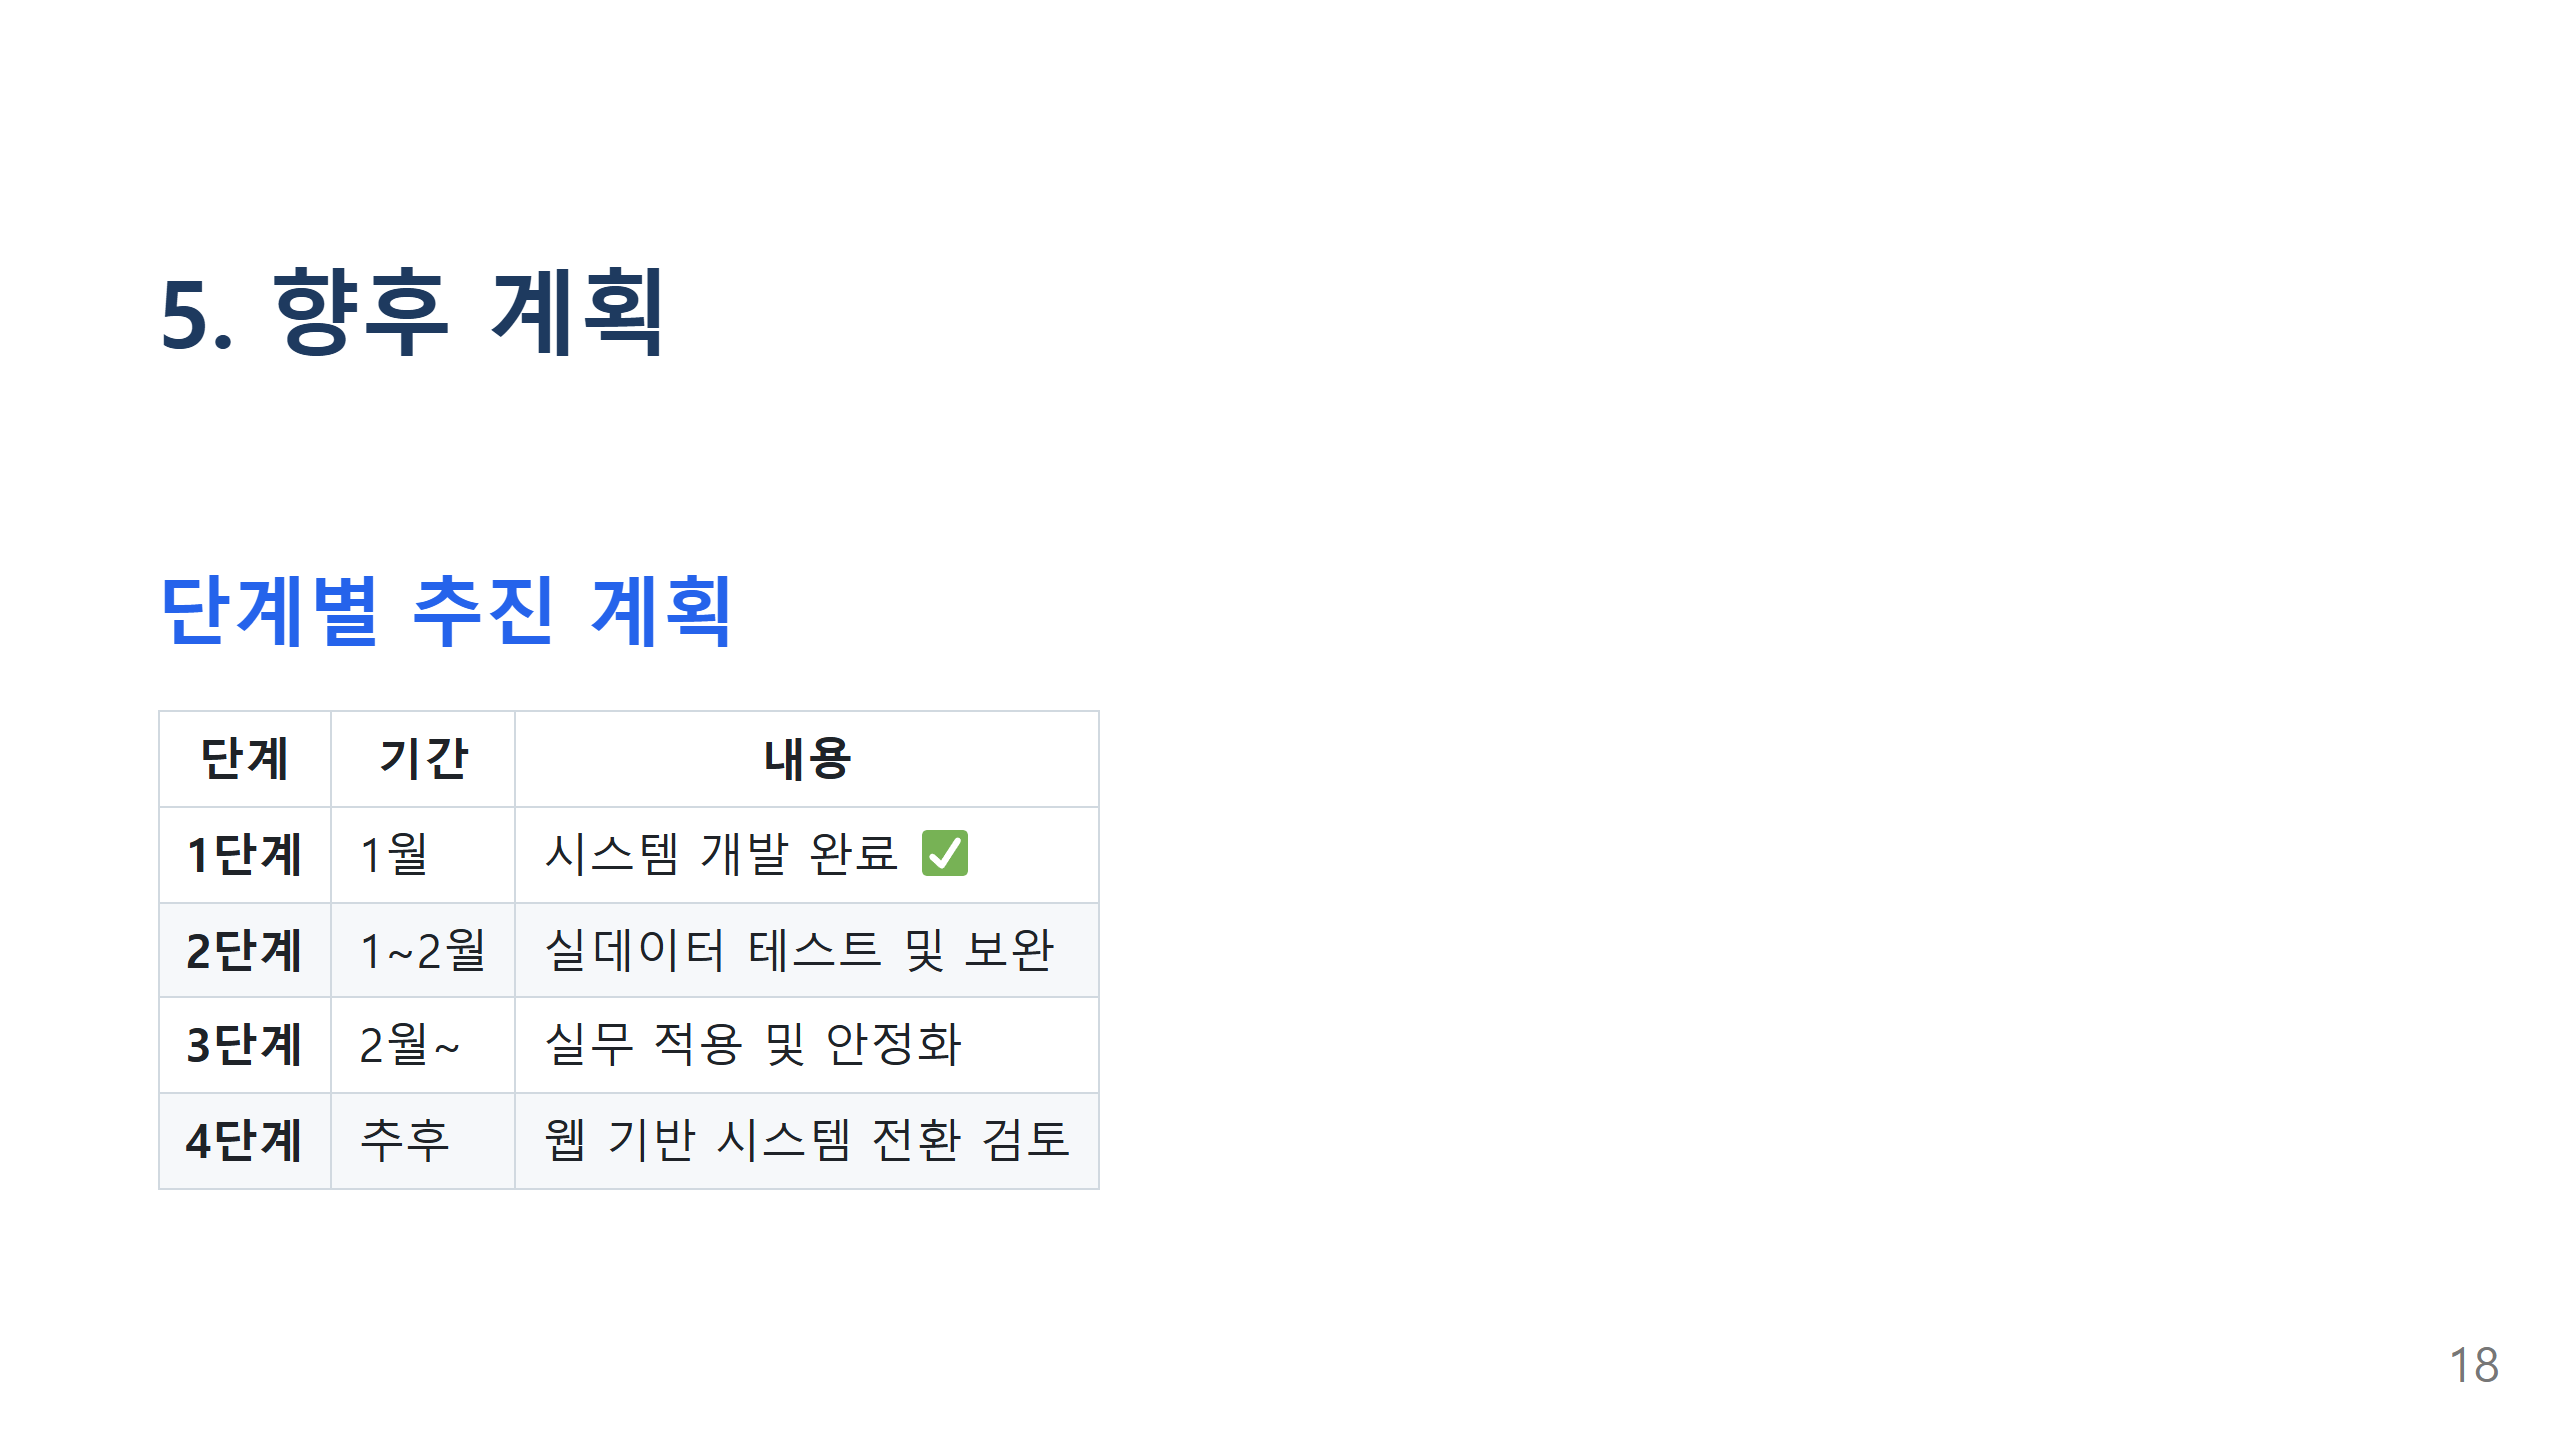 5. 향후 계획
단계별 추진 계획
단계 기간 내용
1단계 1월 시스템 개발 완료 ✅
2단계 1~2월 실데이터 테스트 및 보완
3단계 2월~ 실무 적용 및 안정화
4단계 추후 웹 기반 시스템 전환 검토
18